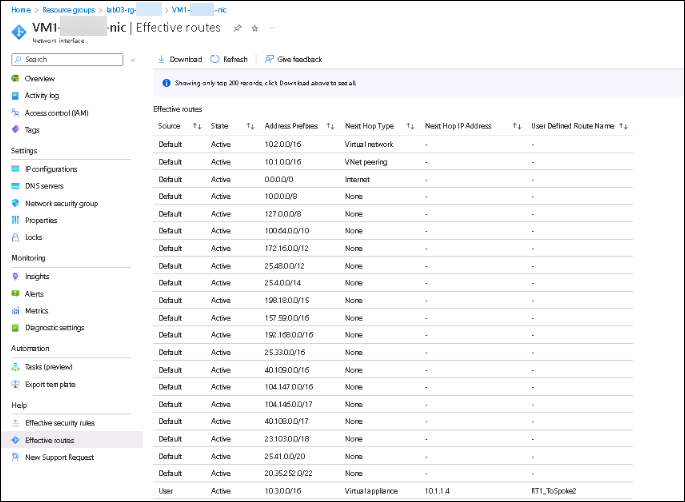 Home > Resource groups > lab03-rg- > VM1- -nic
VM1- -nic | Effective routes
Network interface
Search
Download Refresh Give feedback
Showing only top 200 records, click Download above to see all.
Overview
Activity log
Access control (IAM)
Tags
Settings
IP configurations
DNS servers
Network security group
Properties
Locks
Monitoring
Insights
Alerts
Metrics
Diagnostic settings
Automation
Tasks (preview)
Export template
Help
Effective security rules
Effective routes
New Support Request
Effective routes
Source State Address Prefixes Next Hop Type Next Hop IP Address User Defined Route Name
Default Active 10.2.0.0/16 Virtual network - -
Default Active 10.1.0.0/16 VNet peering - -
Default Active 0.0.0.0/0 Internet - -
Default Active 10.0.0.0/8 None - -
Default Active 127.0.0.0/8 None - -
Default Active 100.64.0.0/10 None - -
Default Active 172.16.0.0/12 None - -
Default Active 25.48.0.0/12 None - -
Default Active 25.4.0.0/14 None - -
Default Active 198.18.0.0/15 None - -
Default Active 157.59.0.0/16 None - -
Default Active 192.168.0.0/16 None - -
Default Active 25.33.0.0/16 None - -
Default Active 40.109.0.0/16 None - -
Default Active 104.147.0.0/16 None - -
Default Active 104.146.0.0/17 None - -
Default Active 40.108.0.0/17 None - -
Default Active 23.103.0.0/18 None - -
Default Active 25.41.0.0/20 None - -
Default Active 20.35.252.0/22 None - -
User Active 10.3.0.0/16 Virtual appliance 10.1.1.4 RT1_ToSpoke2